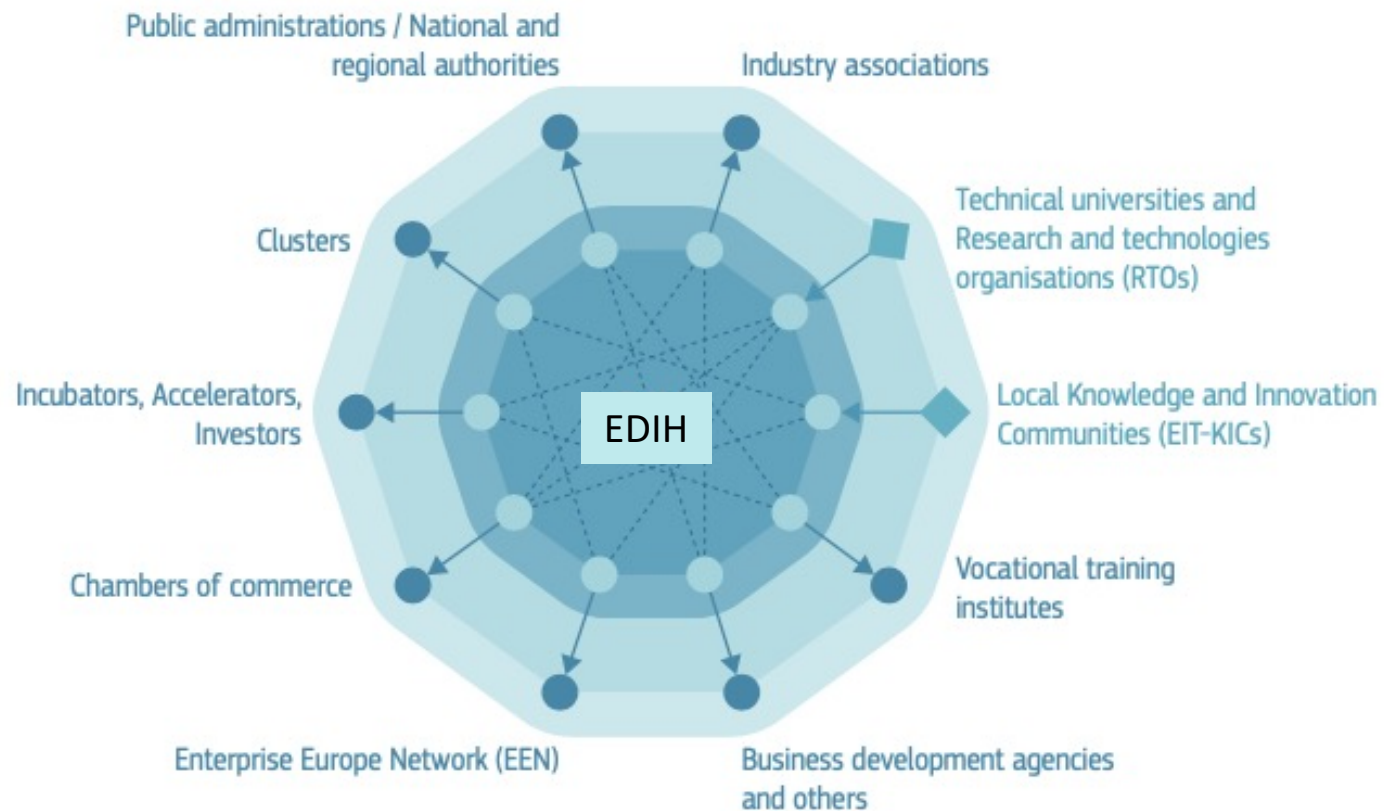 Public administrations / National and
regional authorities
Industry associations
Technical universities and
Research and technologies
organisations (RTOs)
Clusters
Incubators, Accelerators,
Investors
EDIH
Local Knowledge and Innovation
Communities (EIT-KICs)
Chambers of commerce
Vocational training
institutes
Enterprise Europe Network (EEN)
Business development agencies
and others